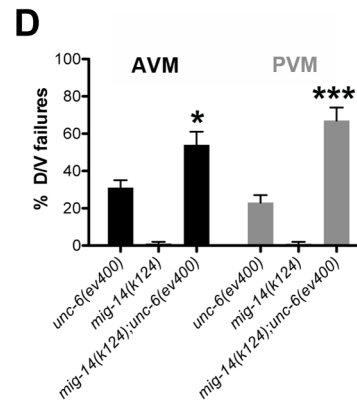 D
AVM
PVM
% D/V failures
100
80
60
40
20
0
*
***
unc-6(ev400)
mig-14(k124)
mig-14(k124);unc-6(ev400)
unc-6(ev400)
mig-14(k124)
mig-14(k124);unc-6(ev400)